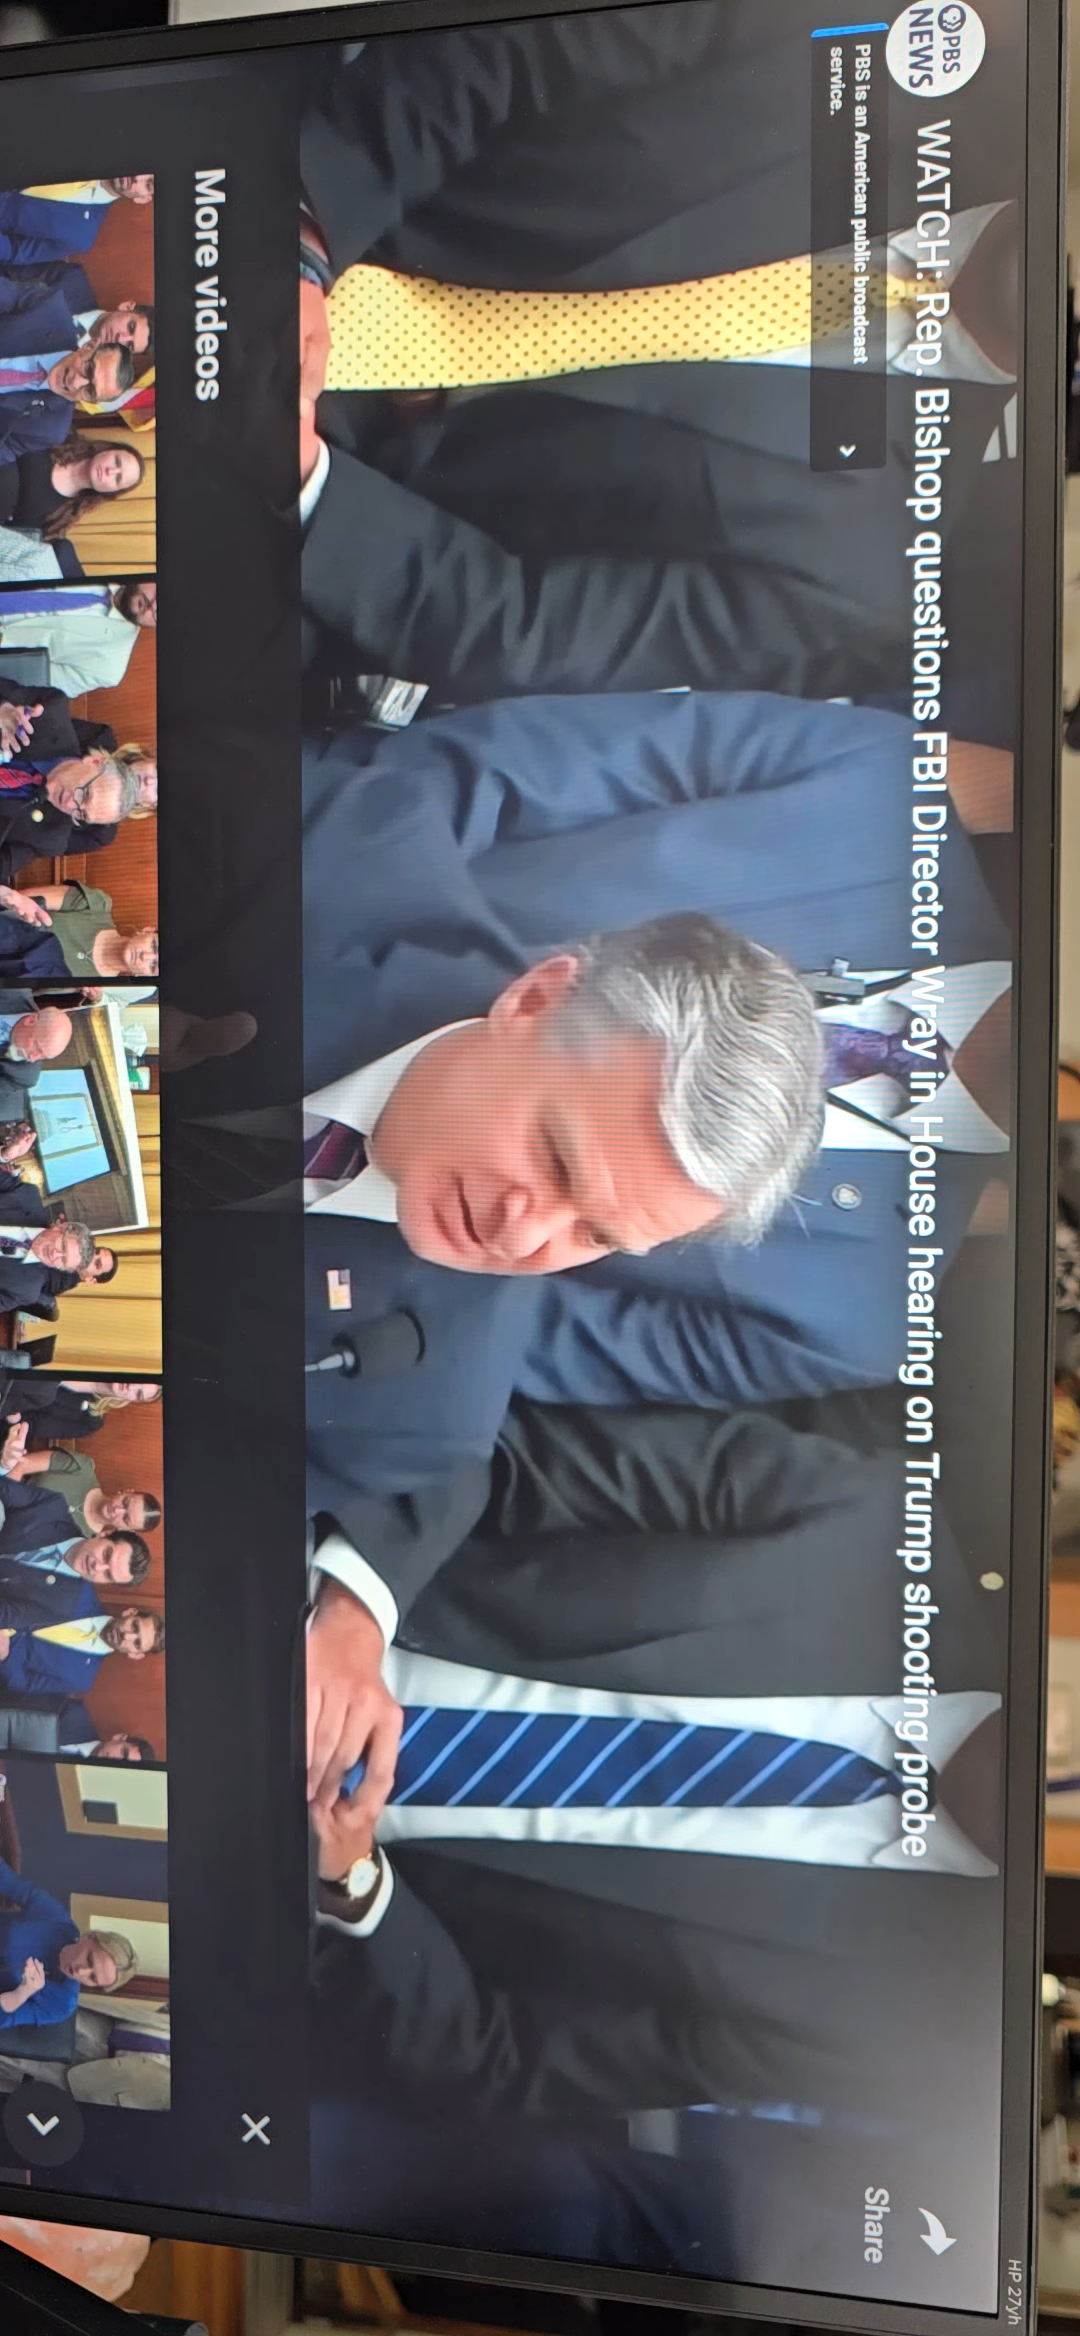 PBS
NEWS
WATCH: Rep. Bishop questions FBI Director Wray in House hearing on Trump shooting probe
Share
PBS is an American public broadcast
service.
More videos
HP 27yh